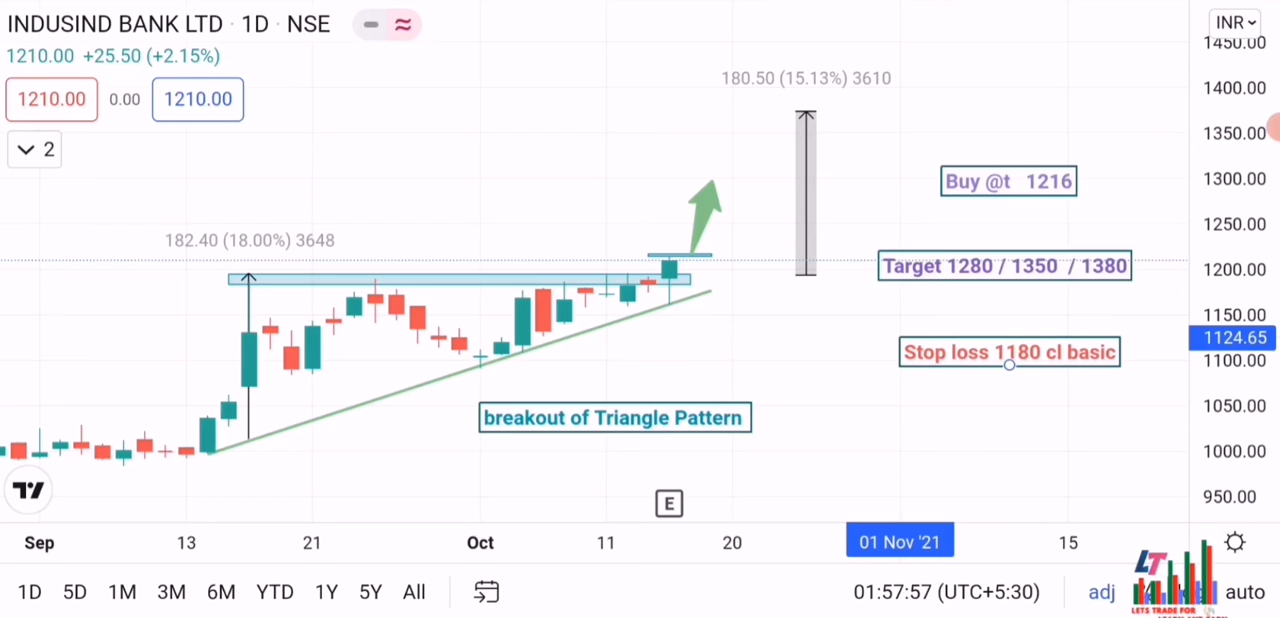 INDUSIND BANK LTD · 1D · NSE
INR
1210.00 +25.50 (+2.15%)
1210.00 0.00 1210.00
2
180.50 (15.13%) 3610
182.40 (18.00%) 3648
Buy @t 1216
Target 1280 / 1350 / 1380
Stop loss 1180 cl basic
breakout of Triangle Pattern
E
1450.00
1400.00
1350.00
1300.00
1250.00
1200.00
1150.00
1124.65
1100.00
1050.00
1000.00
950.00
Sep 13 21 Oct 11 20 01 Nov '21 15
1D 5D 1M 3M 6M YTD 1Y 5Y All 01:57:57 (UTC+5:30) adj auto
LT
LETS TRADE FOR